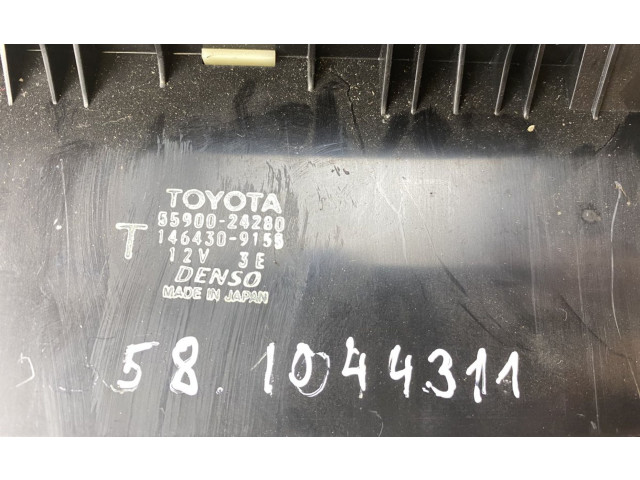 TOYOTA
55900-24280
T 146430-9158
12V 3E
DENSO
MADE IN JAPAN
58.1044311